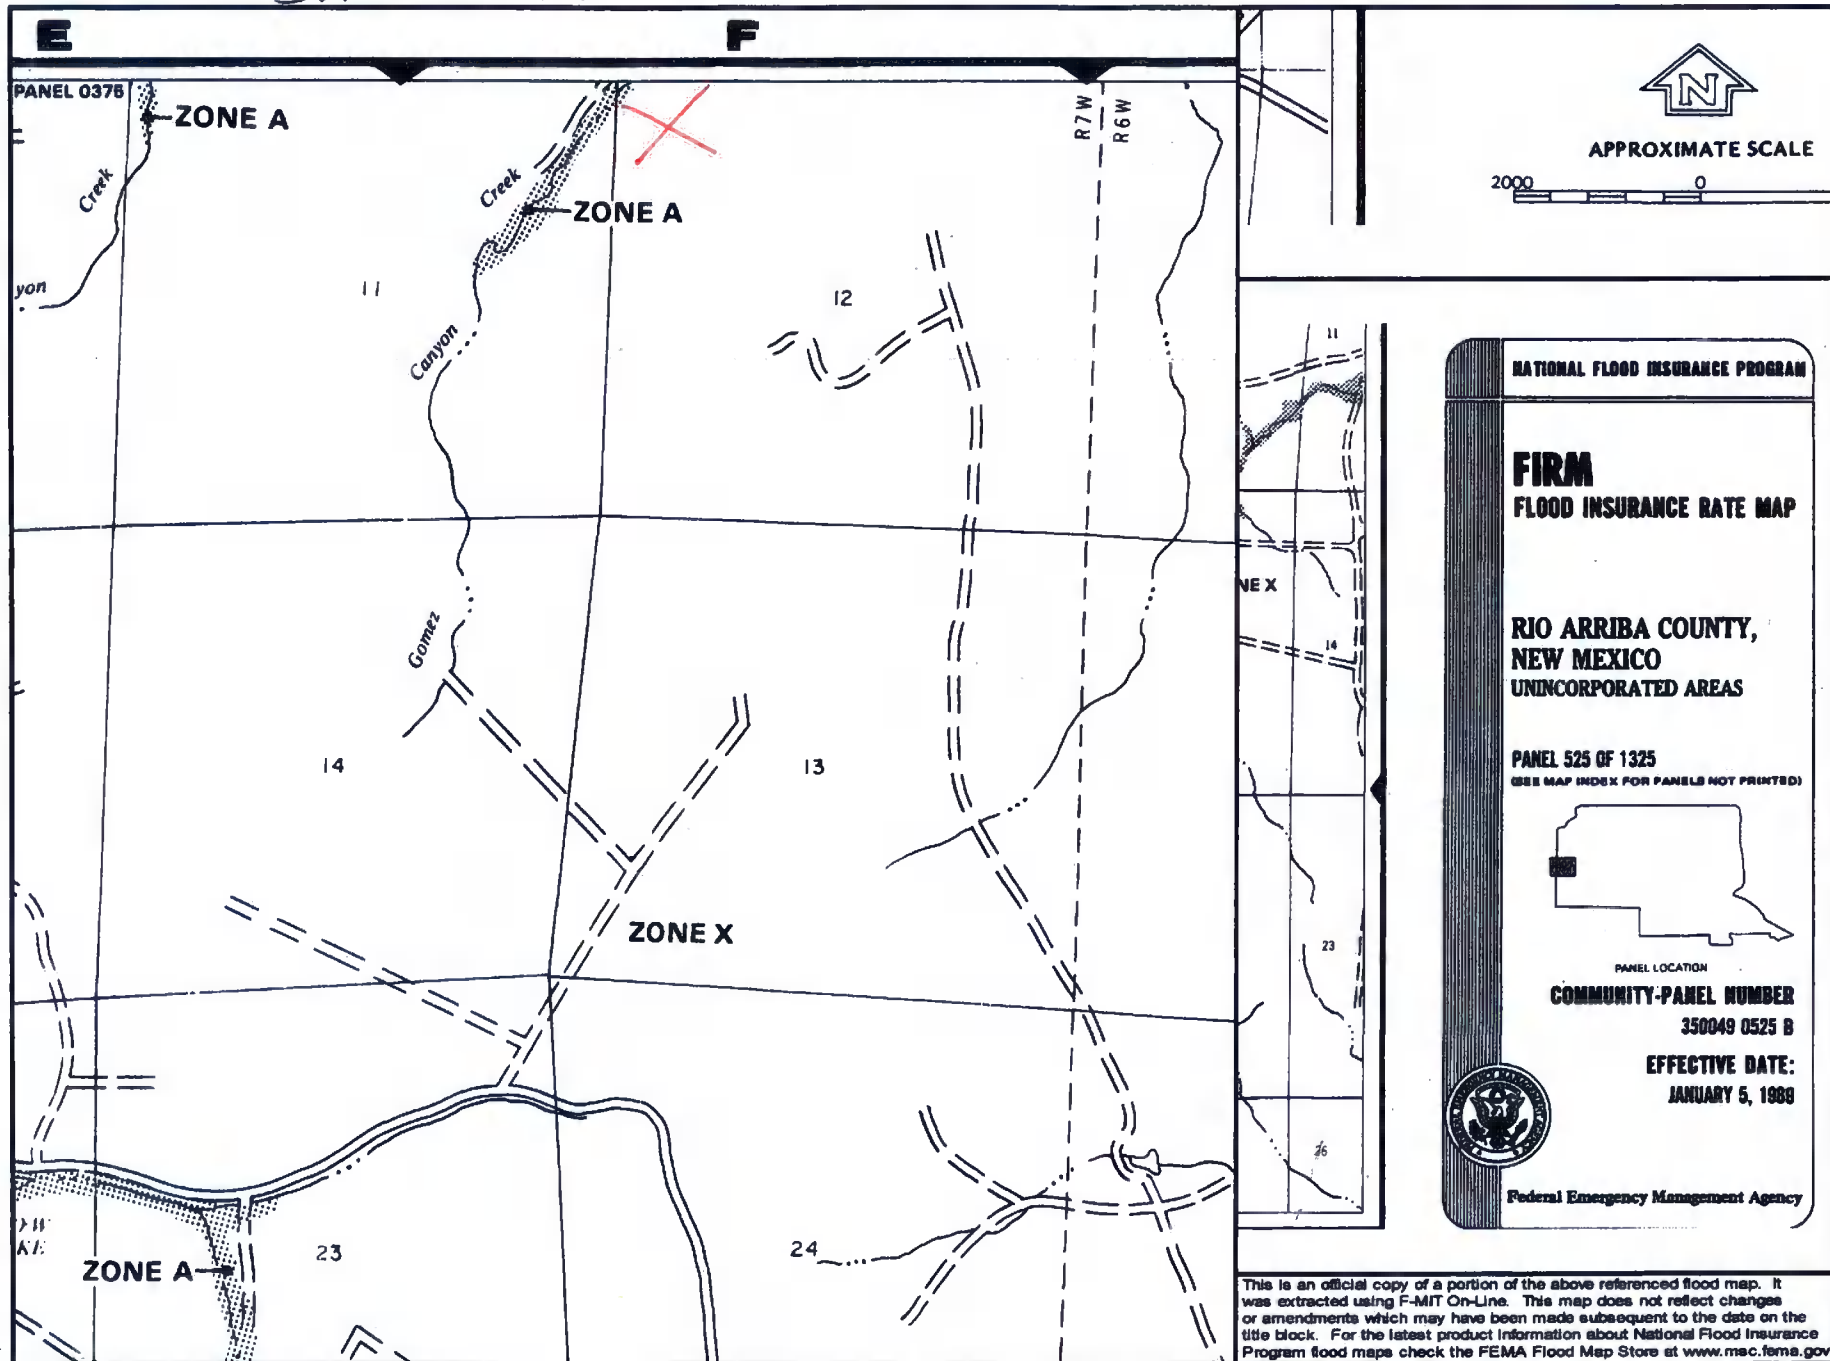 E
F
PANEL 0375
ZONE A
Creek
yon
Creek
ZONE A
R7W
R6W
11
12
Canyon
Gomez
14
13
ZONE X
23
24
ZONE A
KE
11
NE X
14
23
26
N
APPROXIMATE SCALE
2000 0
NATIONAL FLOOD INSURANCE PROGRAM
FIRM
FLOOD INSURANCE RATE MAP
RIO ARRIBA COUNTY,
NEW MEXICO
UNINCORPORATED AREAS
PANEL 525 OF 1325
(SEE MAP INDEX FOR PANELS NOT PRINTED)
PANEL LOCATION
COMMUNITY-PANEL NUMBER
350049 0525 B
EFFECTIVE DATE:
JANUARY 5, 1989
Federal Emergency Management Agency
This is an official copy of a portion of the above referenced flood map. It
was extracted using F-MIT On-Line. This map does not reflect changes
or amendments which may have been made subsequent to the date on the
title block. For the latest product information about National Flood Insurance
Program flood maps check the FEMA Flood Map Store at www.msc.fema.gov